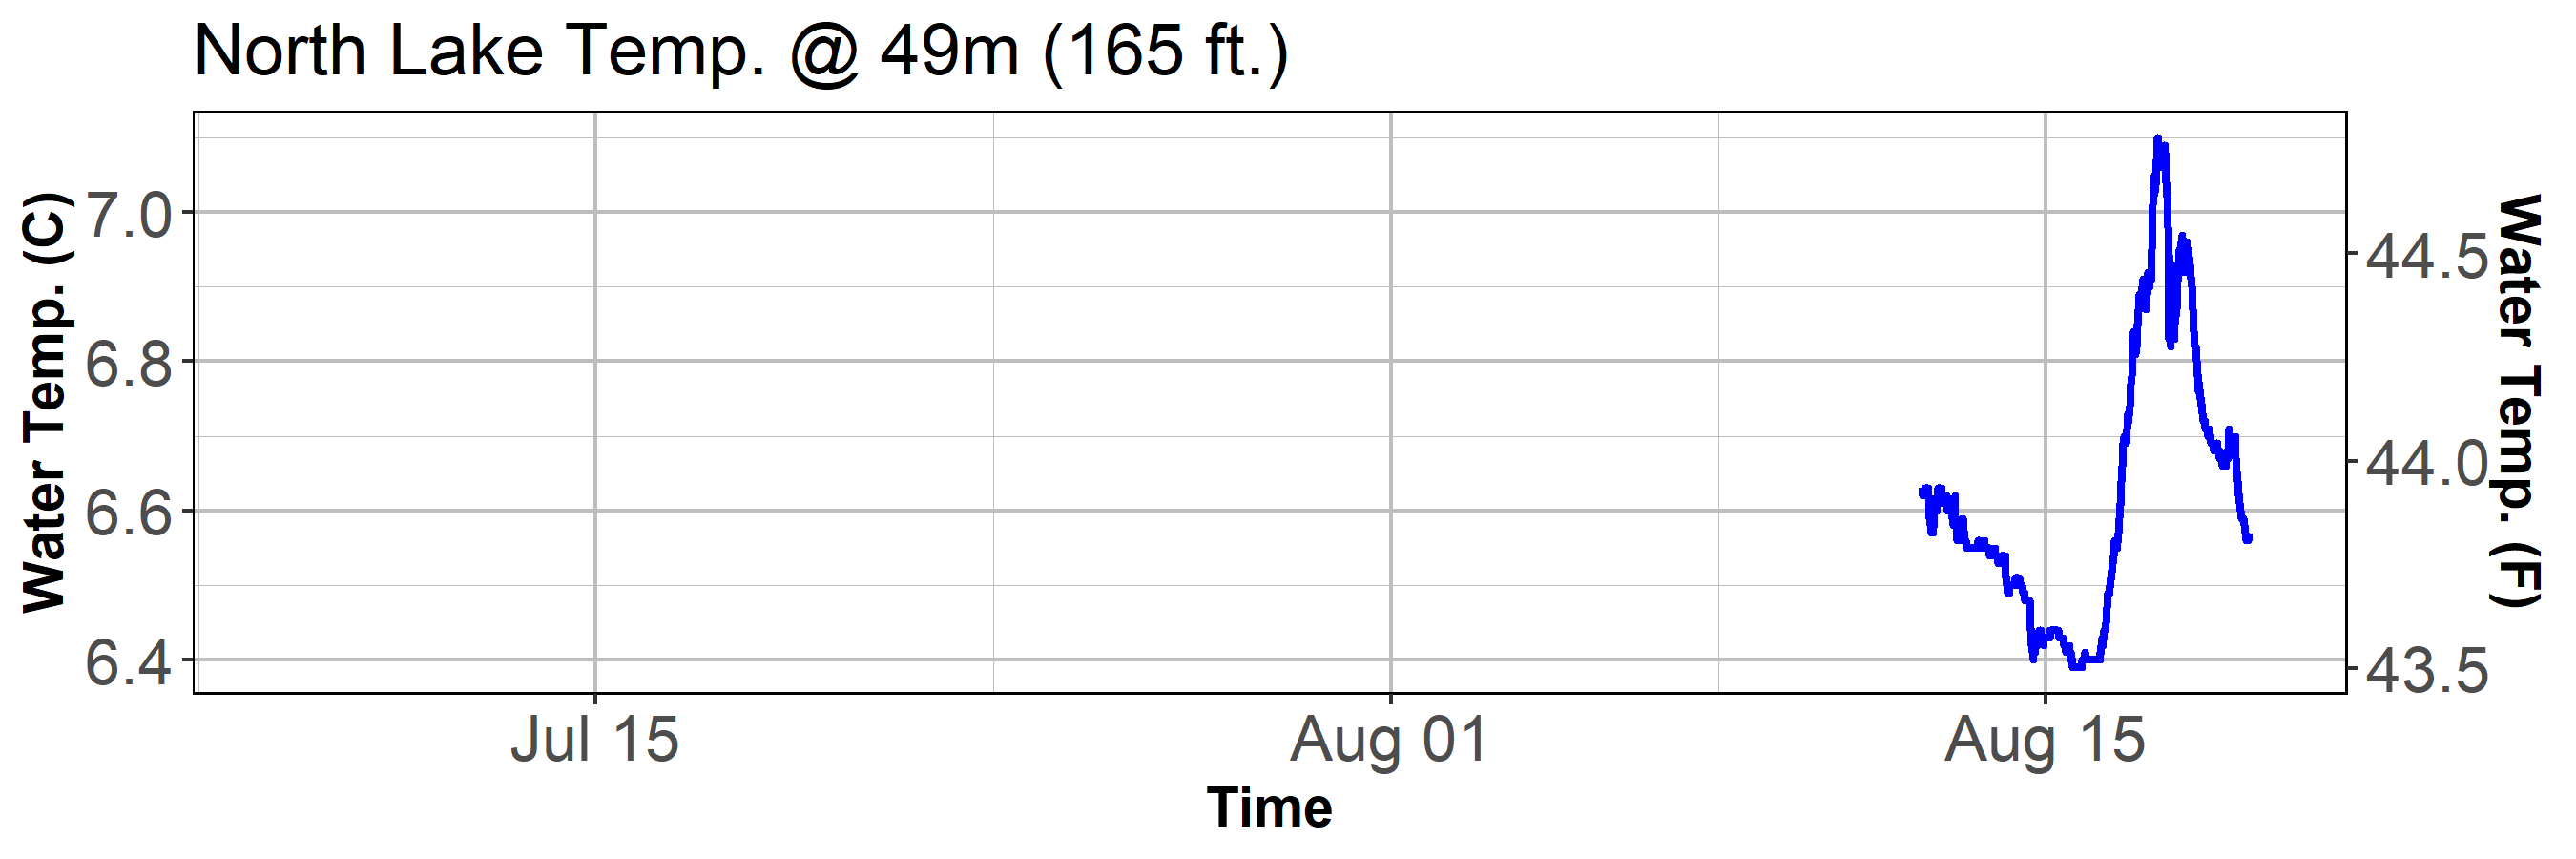 North Lake Temp. @ 49m (165 ft.)
Water Temp. (C)
7.0
6.8
6.6
6.4
44.5
44.0
43.5
Water Temp. (F)
Jul 15
Aug 01
Aug 15
Time